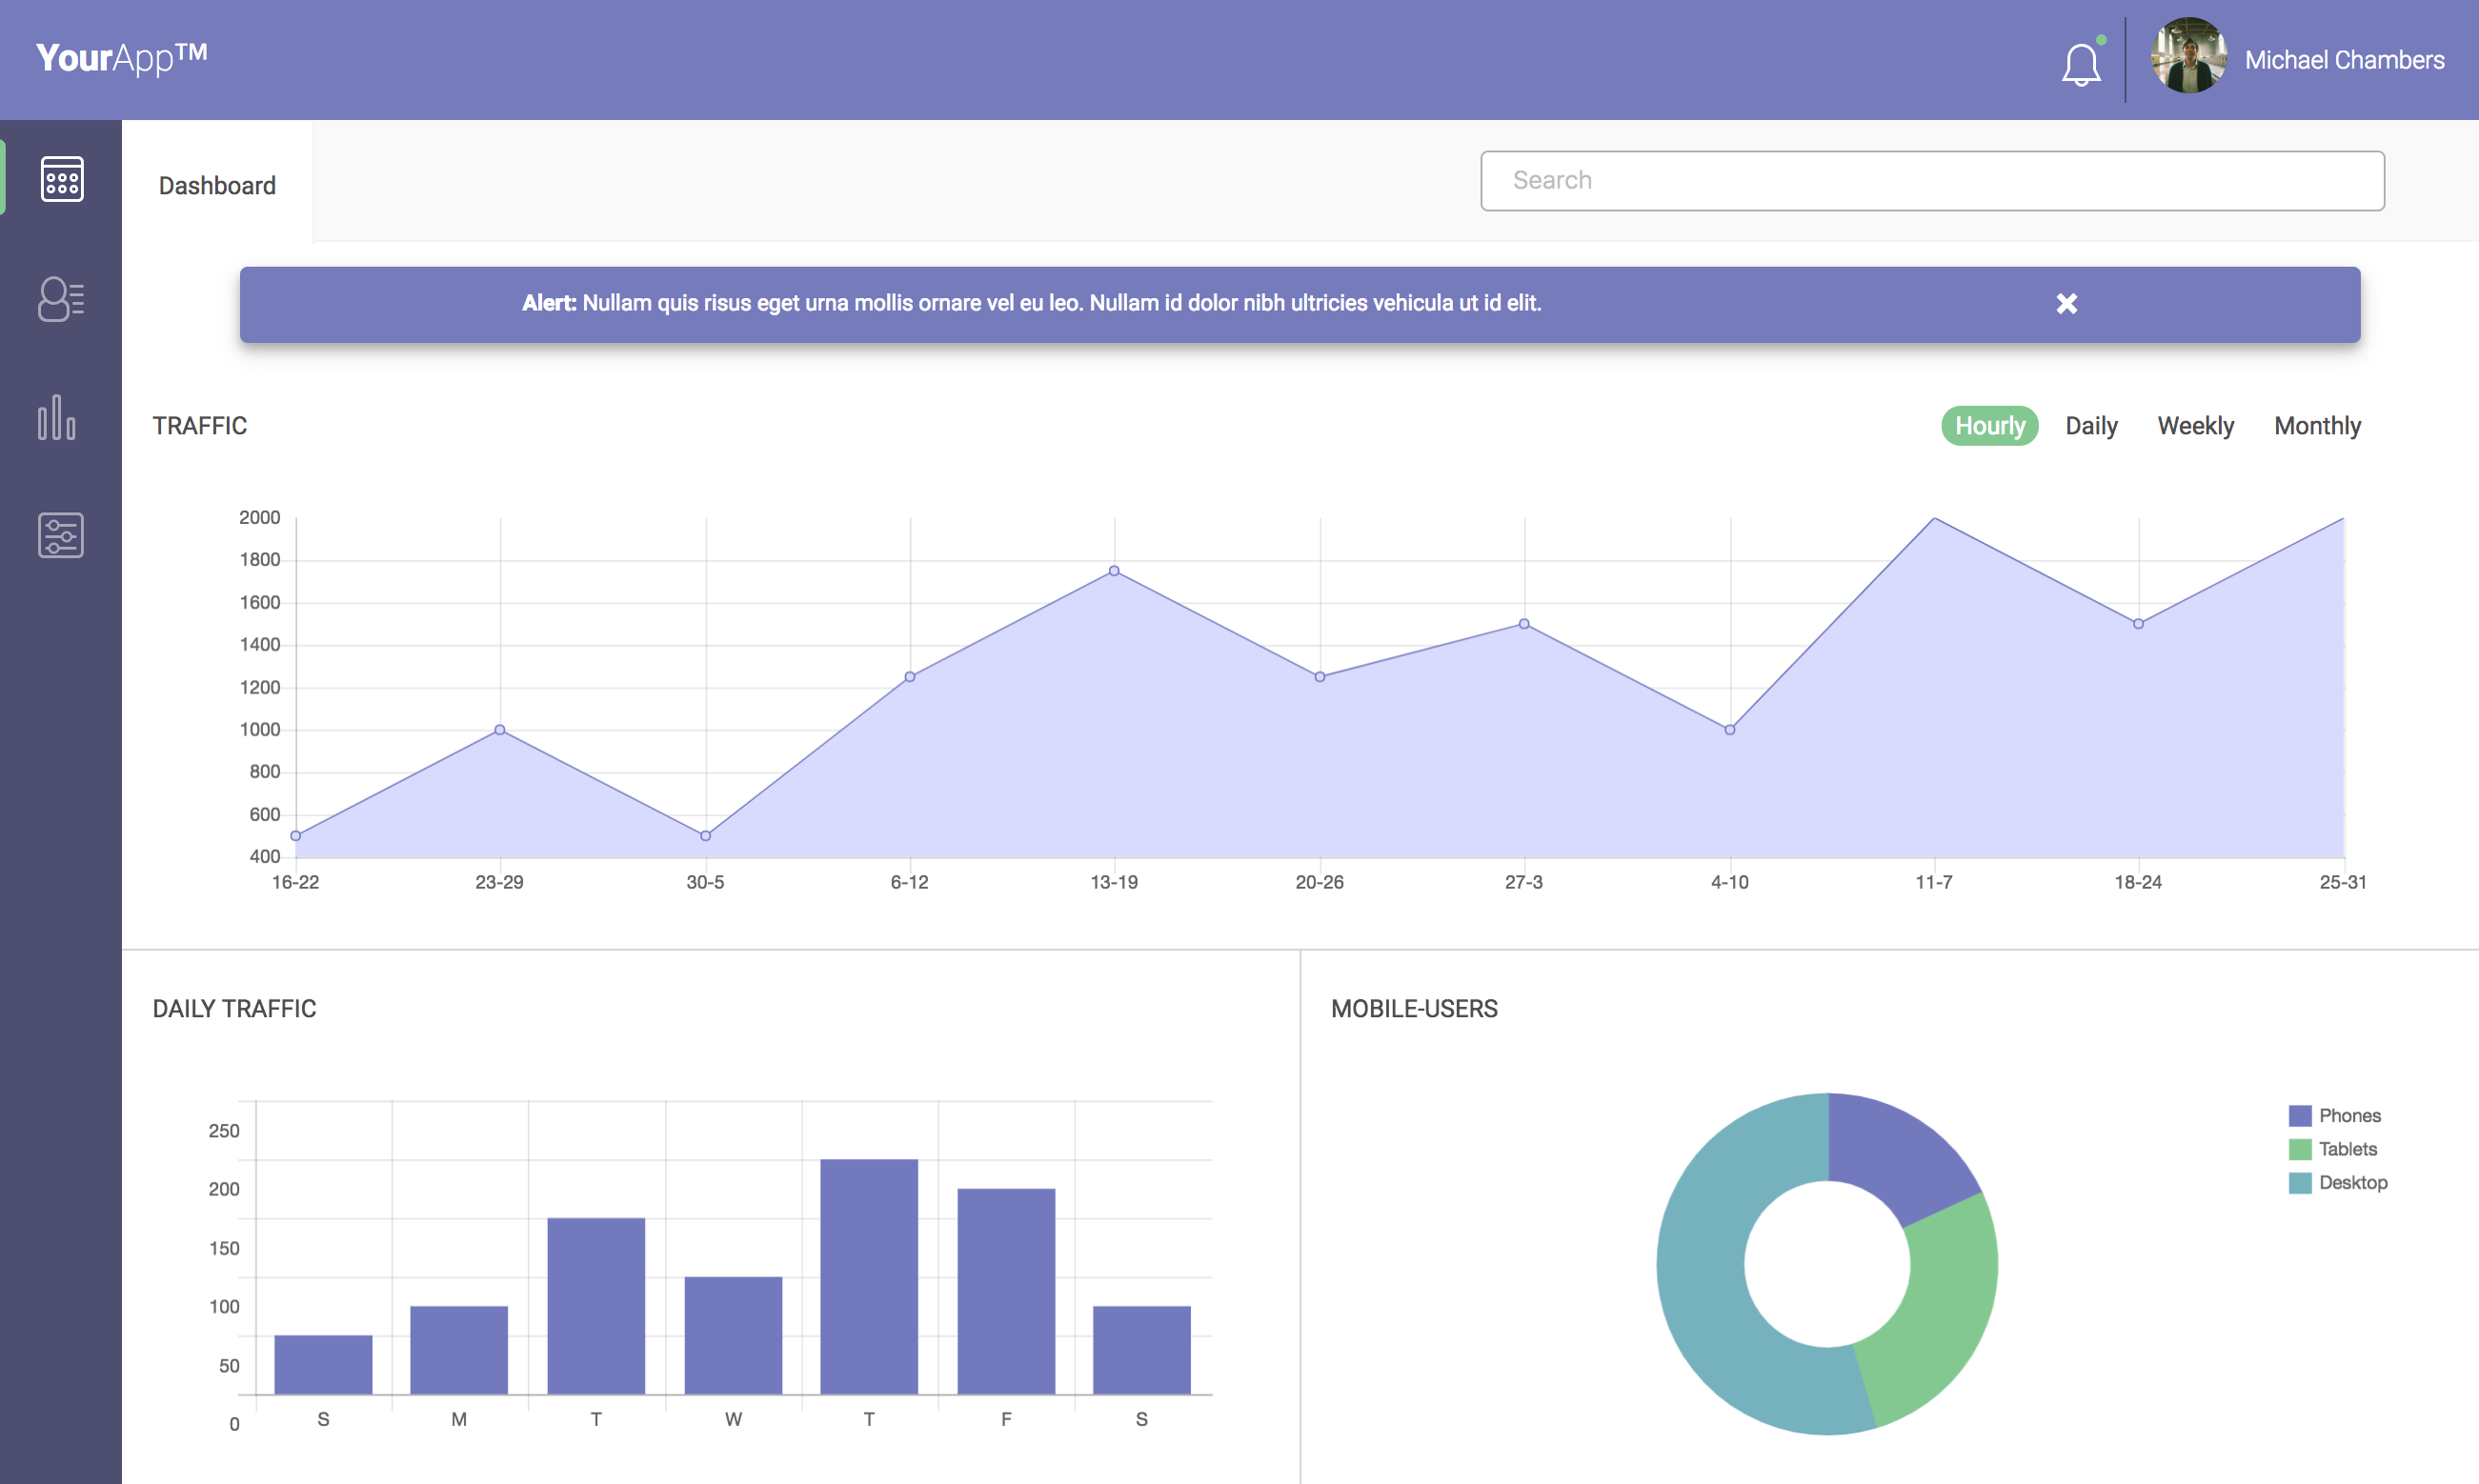 YourApp™
Michael Chambers
Dashboard
Search
Alert: Nullam quis risus eget urna mollis ornare vel eu leo. Nullam id dolor nibh ultricies vehicula ut id elit.
TRAFFIC
Hourly Daily Weekly Monthly
2000
1800
1600
1400
1200
1000
800
600
400
16-22 23-29 30-5 6-12 13-19 20-26 27-3 4-10 11-7 18-24 25-31
DAILY TRAFFIC
250
200
150
100
50
0
S M T W T F S
MOBILE-USERS
Phones
Tablets
Desktop